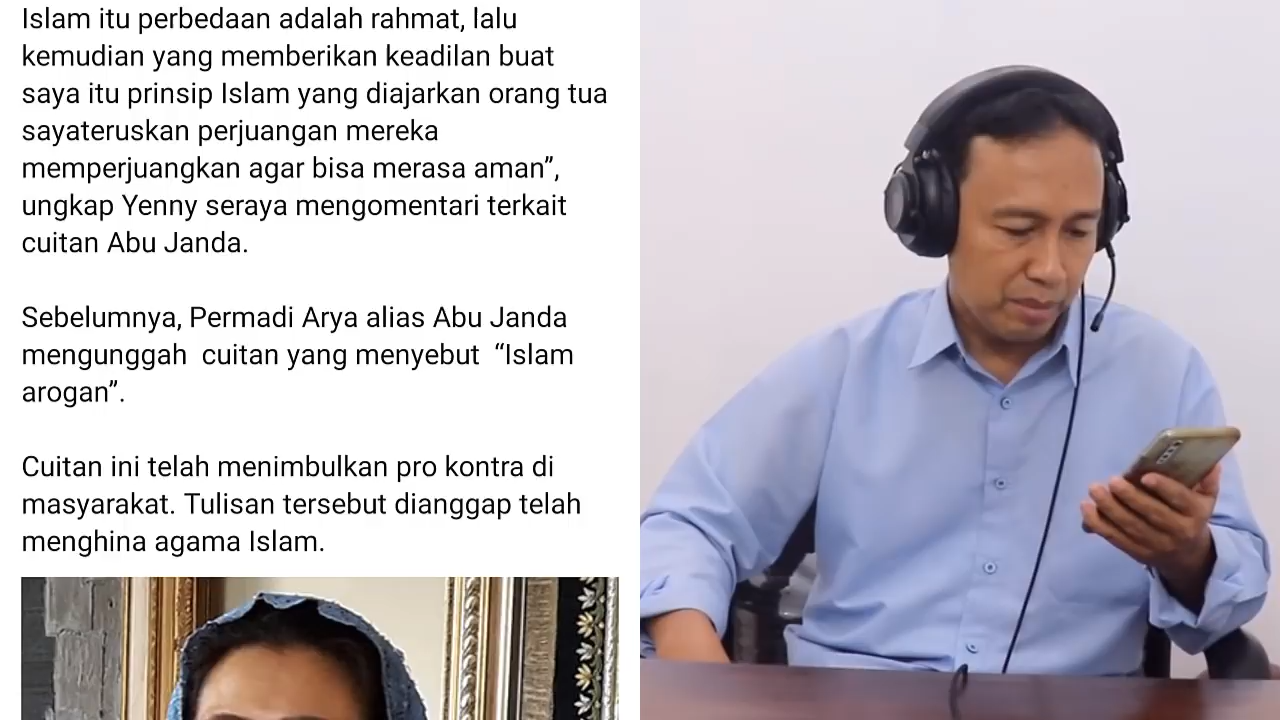 Islam itu perbedaan adalah rahmat, lalu
kemudian yang memberikan keadilan buat
saya itu prinsip Islam yang diajarkan orang tua
sayateruskan perjuangan mereka
memperjuangkan agar bisa merasa aman”,
ungkap Yenny seraya mengomentari terkait
cuitan Abu Janda.
Sebelumnya, Permadi Arya alias Abu Janda
mengunggah  cuitan yang menyebut  “Islam
arogan”.
Cuitan ini telah menimbulkan pro kontra di
masyarakat. Tulisan tersebut dianggap telah
menghina agama Islam.